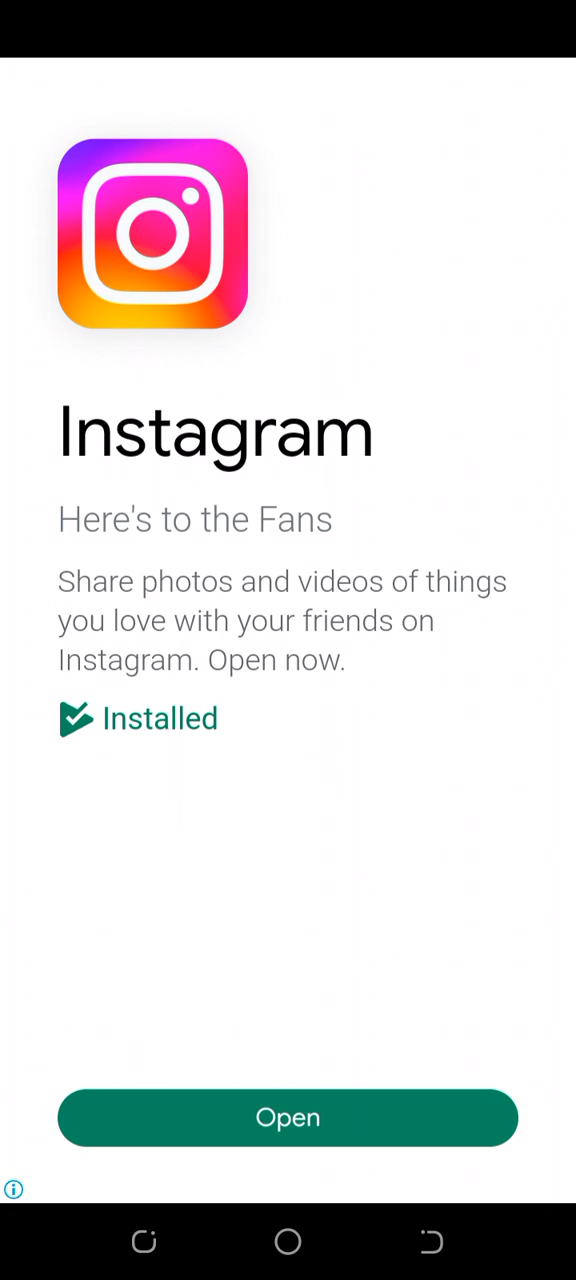 Instagram
Here's to the Fans
Share photos and videos of things
you love with your friends on
Instagram. Open now.
Installed
Open